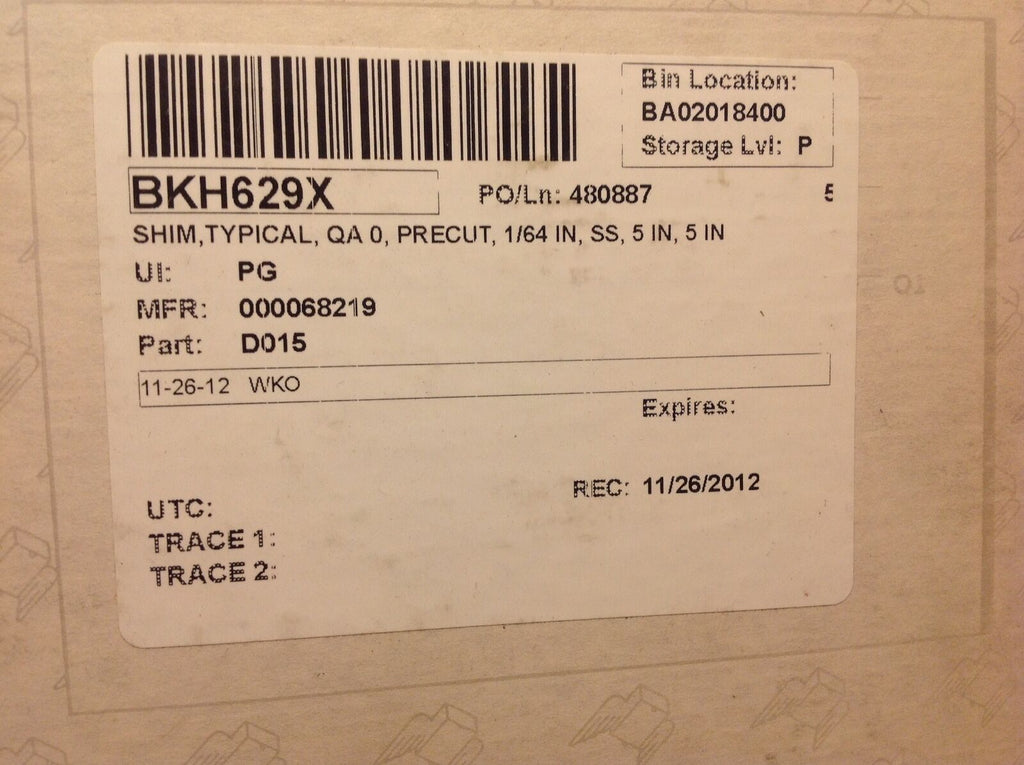 Bin Location:
BA02018400
Storage Lvl: P
BKH629X PO/Ln: 480887 5
SHIM,TYPICAL, QA 0, PRECUT, 1/64 IN, SS, 5 IN, 5 IN
UI: PG
MFR: 000068219
Part: D015
11-26-12 WKO
Expires:
REC: 11/26/2012
UTC:
TRACE 1:
TRACE 2: